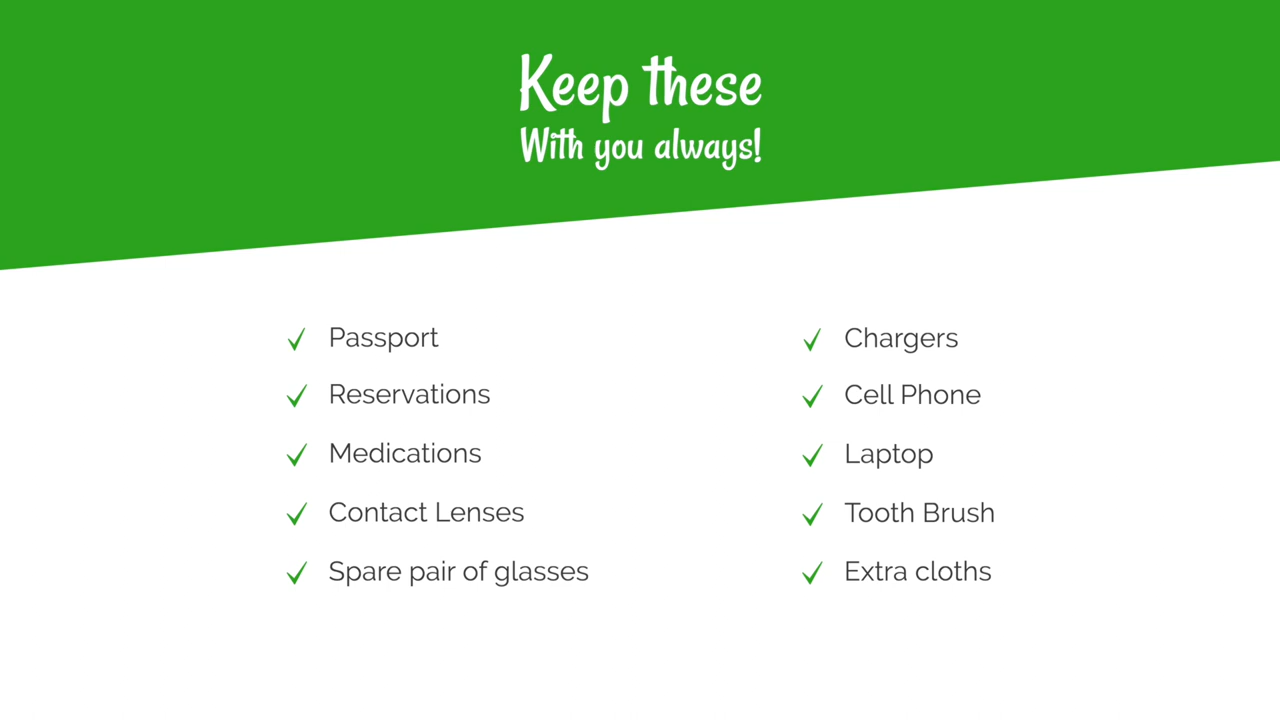 Keep these
With you always!
Passport
Reservations
Medications
Contact Lenses
Spare pair of glasses
Chargers
Cell Phone
Laptop
Tooth Brush
Extra cloths